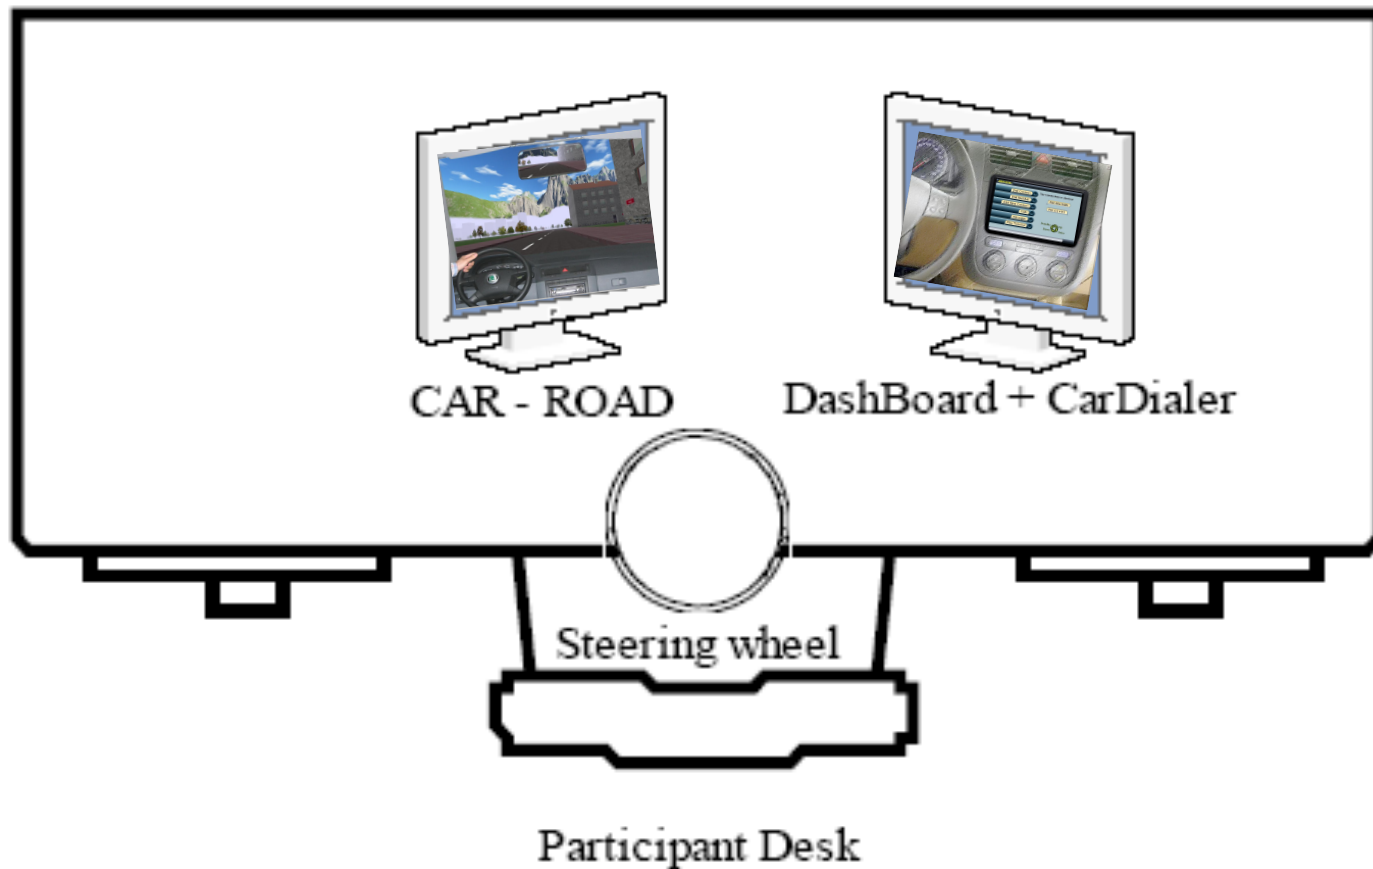 CAR - ROAD
DashBoard + CarDialer
Steering wheel
Participant Desk